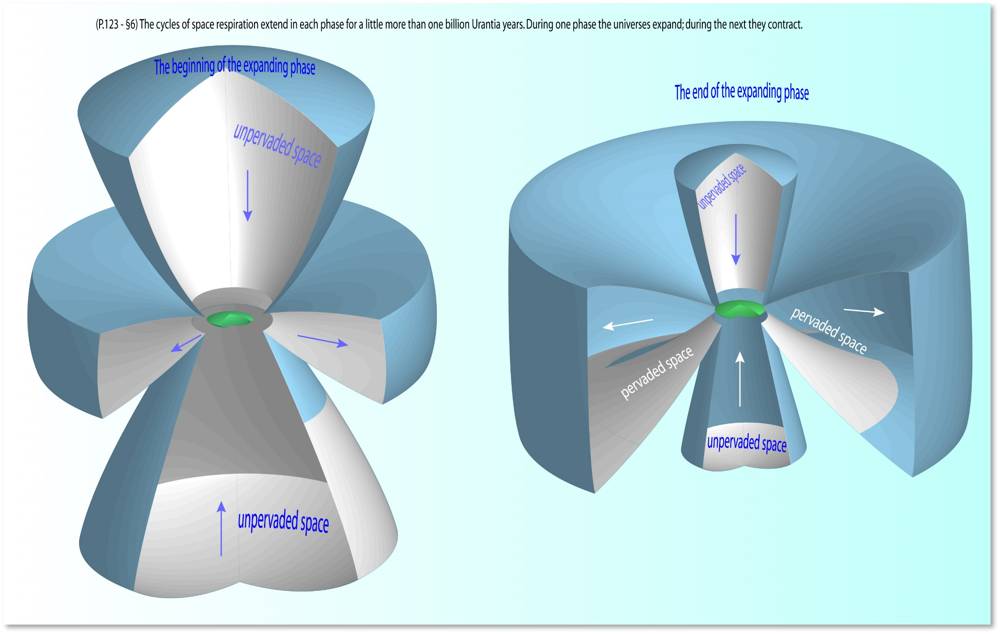 (P.123 - §6) The cycles of space respiration extend in each phase for a little more than one billion Urantia years. During one phase the universes expand; during the next they contract.
The beginning of the expanding phase
unpervaded space
unpervaded space
The end of the expanding phase
unpervaded space
pervaded space
pervaded space
unpervaded space